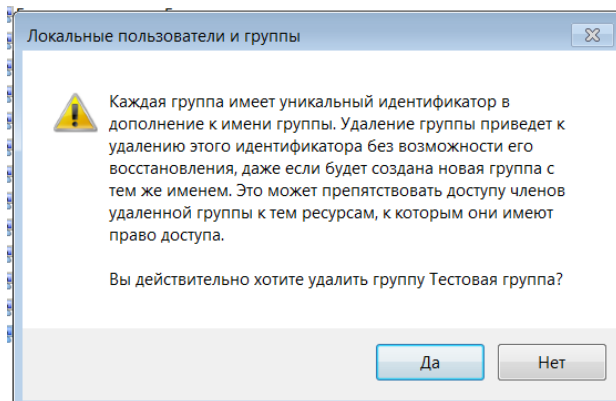 Локальные пользователи и группы
Каждая группа имеет уникальный идентификатор в
дополнение к имени группы. Удаление группы приведет к
удалению этого идентификатора без возможности его
восстановления, даже если будет создана новая группа с
тем же именем. Это может препятствовать доступу членов
удаленной группы к тем ресурсам, к которым они имеют
право доступа.
Вы действительно хотите удалить группу Тестовая группа?
Да
Нет